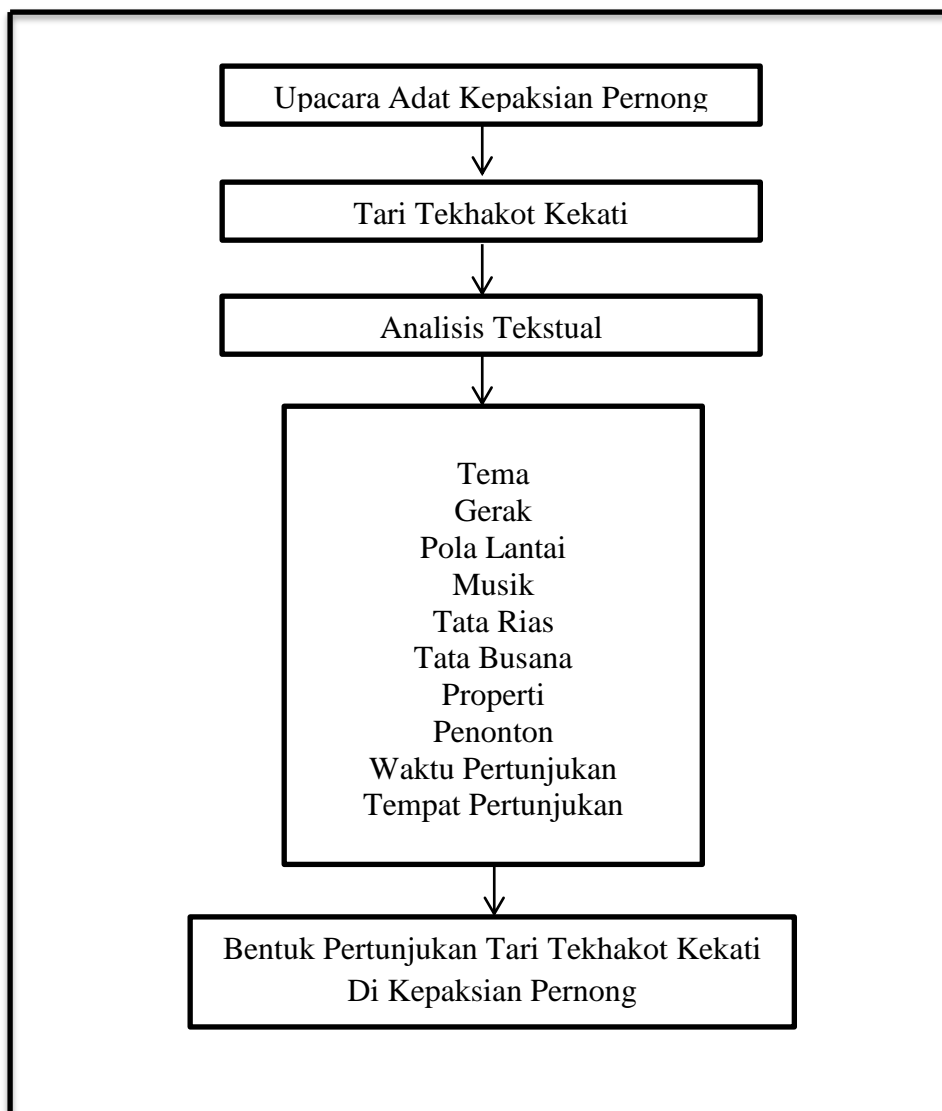 Upacara Adat Kepaksian Pernong
Tari Tekhakot Kekati
Analisis Tekstual
Tema
Gerak
Pola Lantai
Musik
Tata Rias
Tata Busana
Properti
Penonton
Waktu Pertunjukan
Tempat Pertunjukan
Bentuk Pertunjukan Tari Tekhakot Kekati
Di Kepaksian Pernong